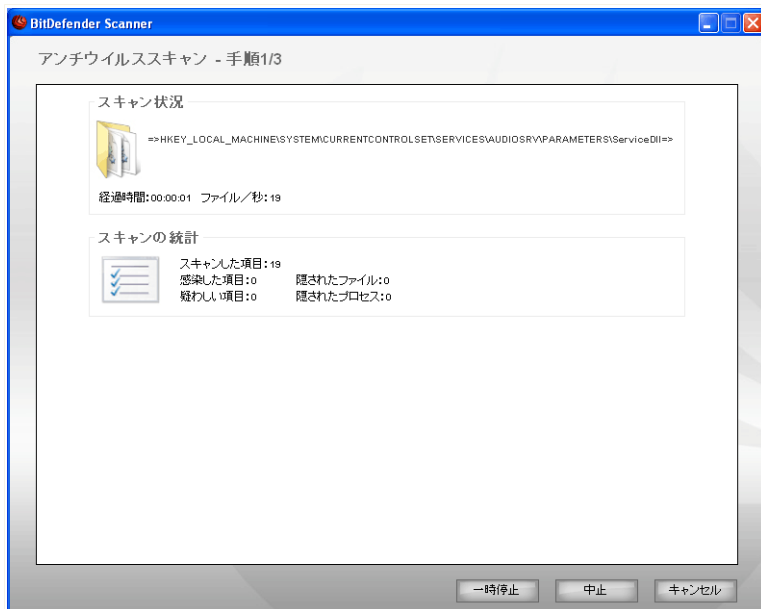 BitDefender Scanner
アンチウイルススキャン - 手順1/3
スキャン状況
=>HKEY_LOCAL_MACHINE\SYSTEM\CURRENTCONTROLSET\SERVICES\AUDIOSRV\PARAMETERS\ServiceDll=>
経過時間:00:00:01 ファイル/秒:19
スキャンの統計
スキャンした項目:19
感染した項目:0 隠されたファイル:0
疑わしい項目:0 隠されたプロセス:0
一時停止 中止 キャンセル